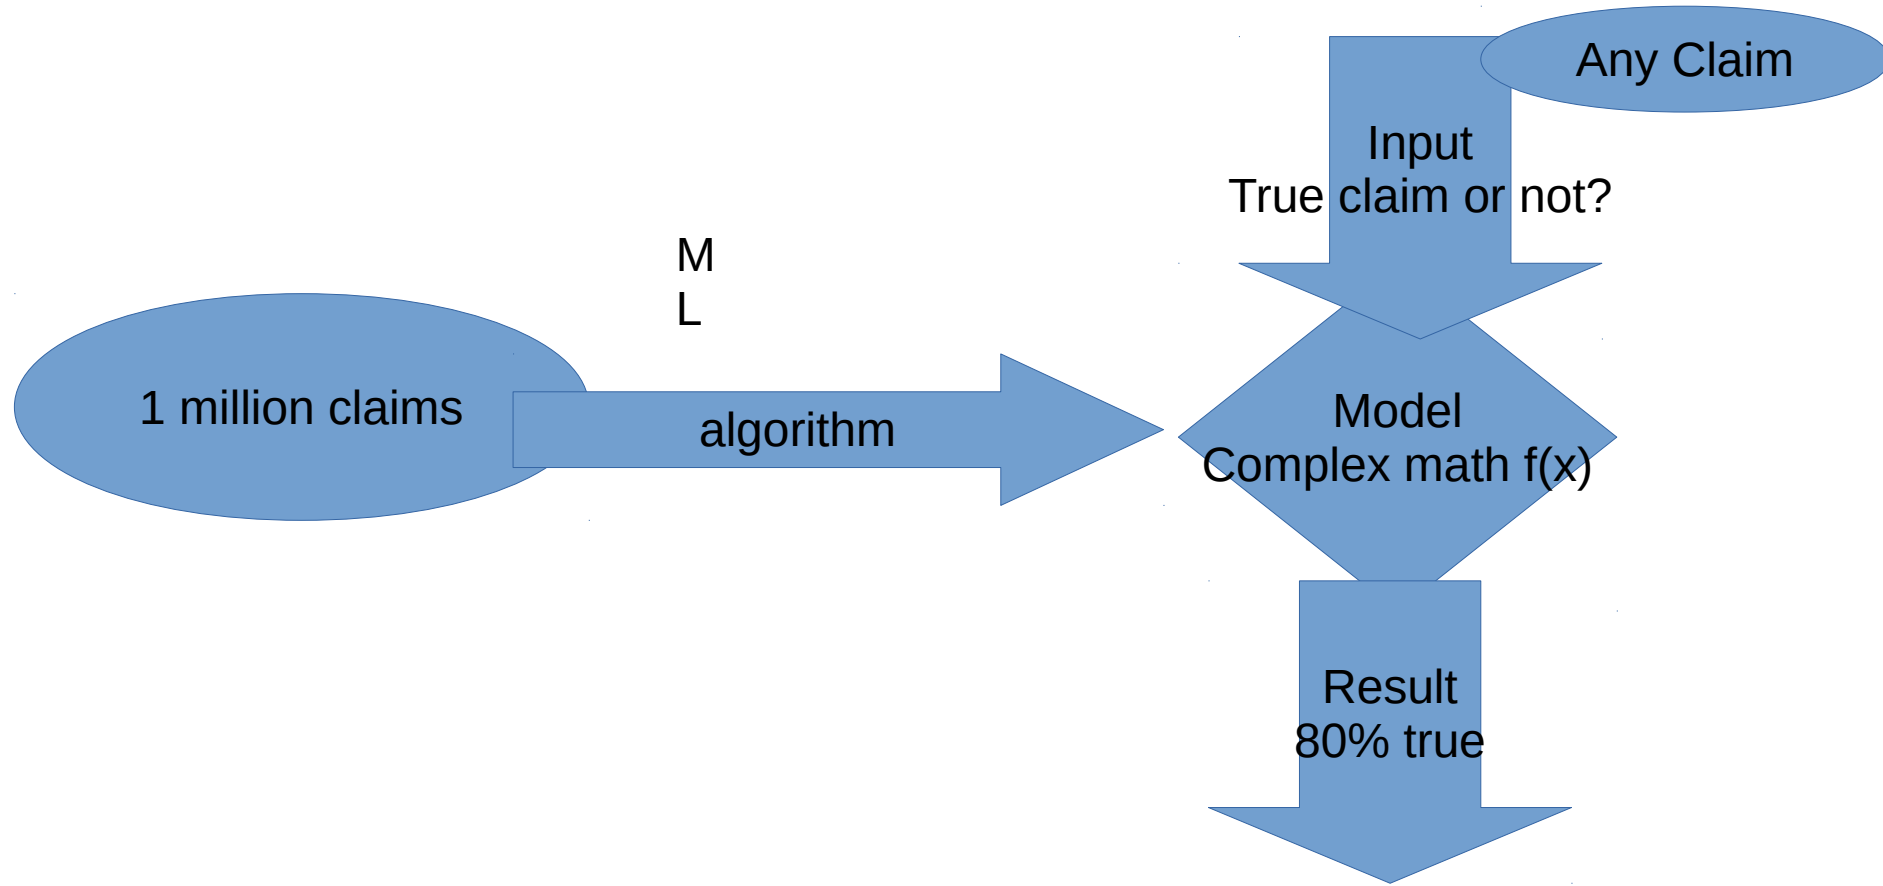 Any Claim
Input
True claim or not?
M
L
1 million claims
algorithm
Model
Complex math f(x)
Result
80% true